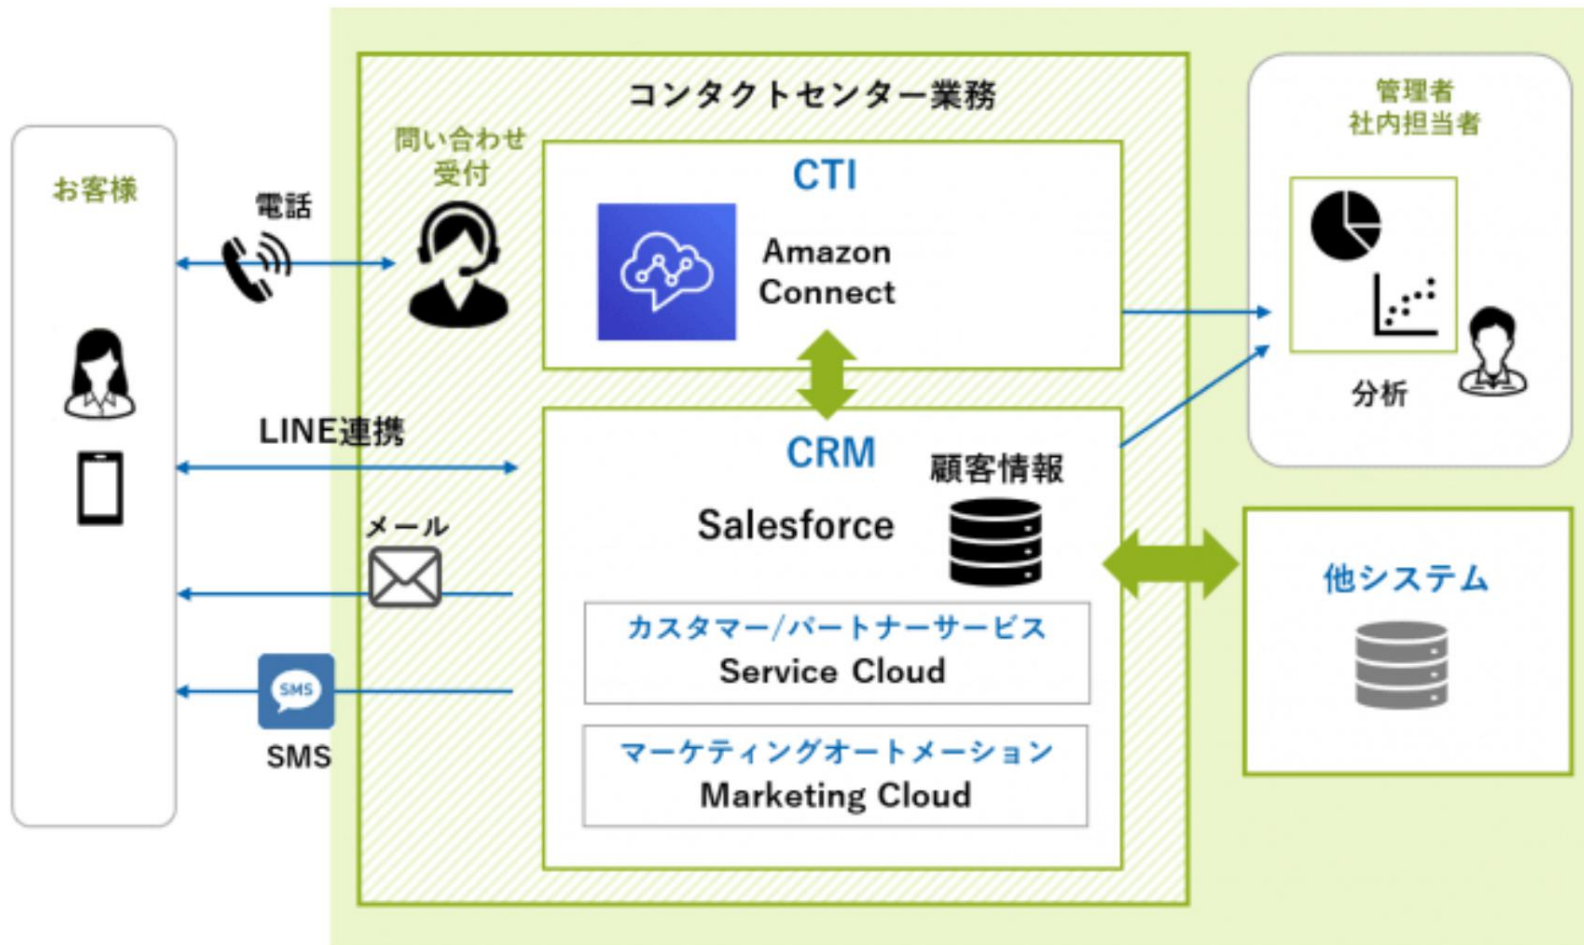 コンタクトセンター業務
お客様
電話
LINE連携
メール
SMS
SMS
問い合わせ
受付
CTI
Amazon
Connect
CRM
顧客情報
Salesforce
カスタマー/パートナーサービス
Service Cloud
マーケティングオートメーション
Marketing Cloud
管理者
社内担当者
分析
他システム